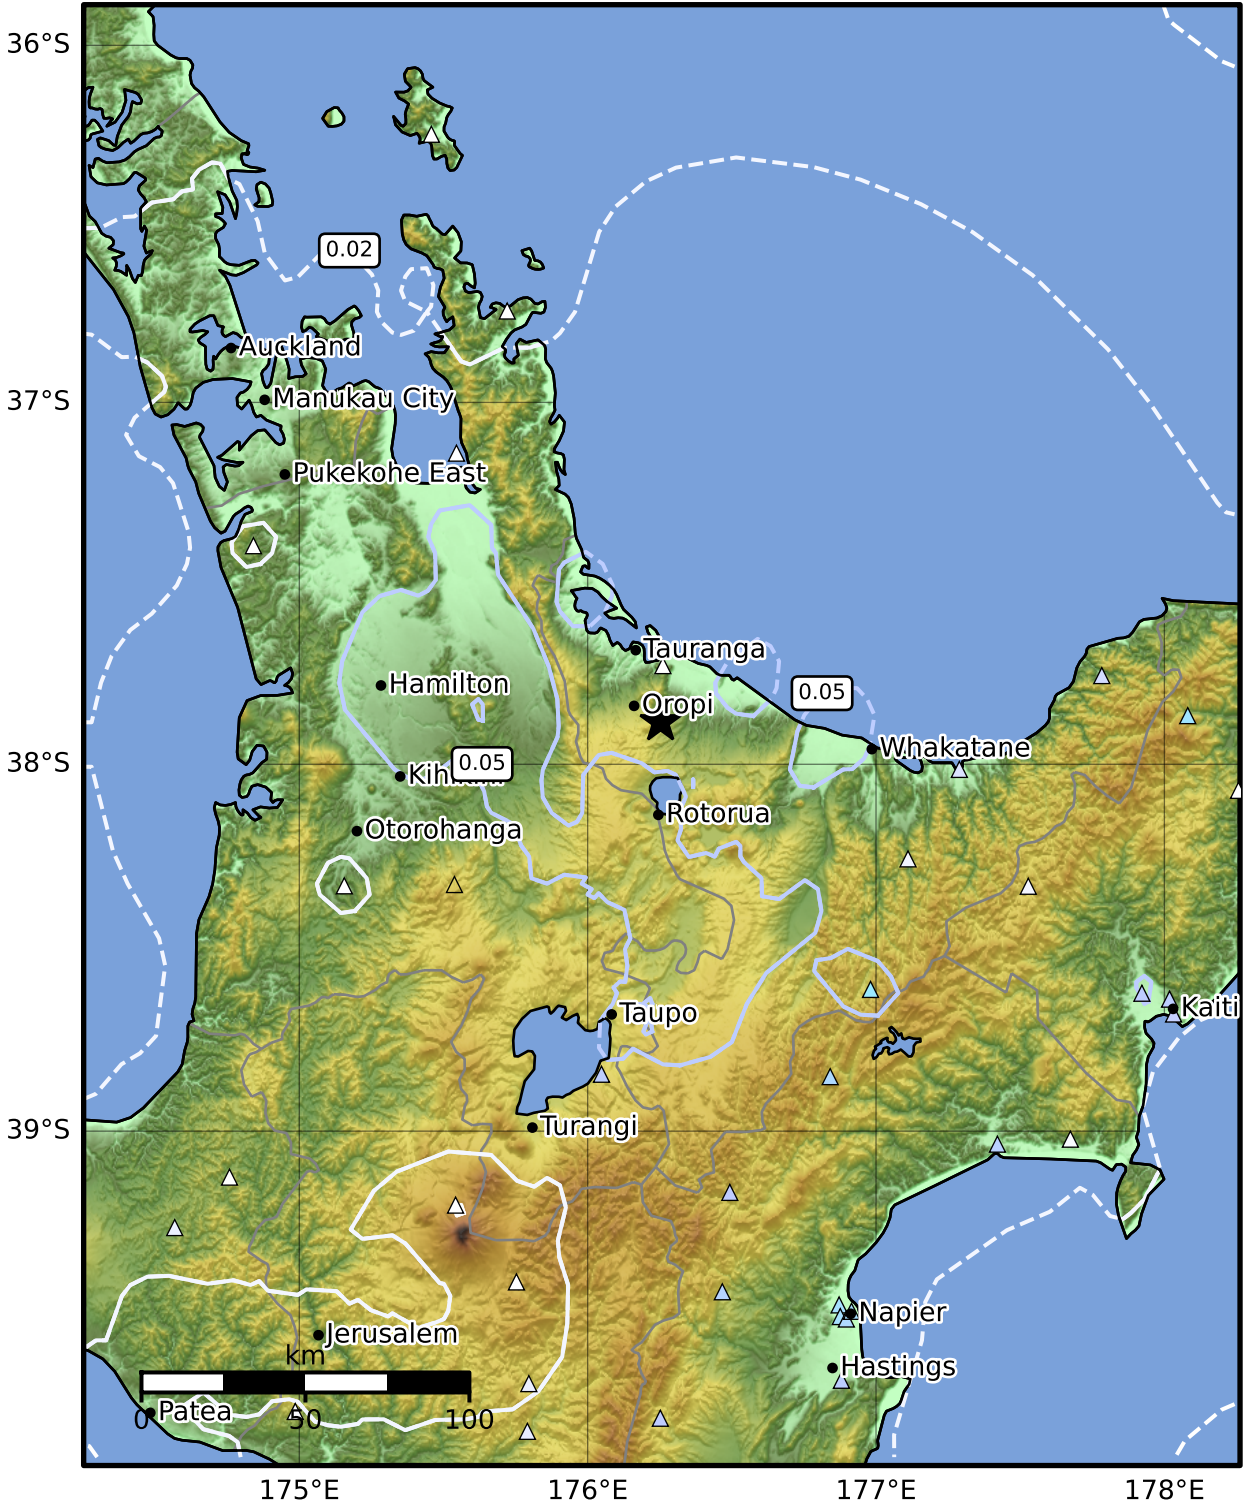 36°S
0.02
Auckland
37°S
Manukau City
Pukekohe East
Tauranga
Hamilton
Oropi
0.05
Whakatane
38°S
0.05
Rotorua
Otorohanga
Taupo
Kaiti
39°S
Turangi
Napier
Jerusalem
km
Hastings
Patea
0 50 100
175°E 176°E 177°E 178°E